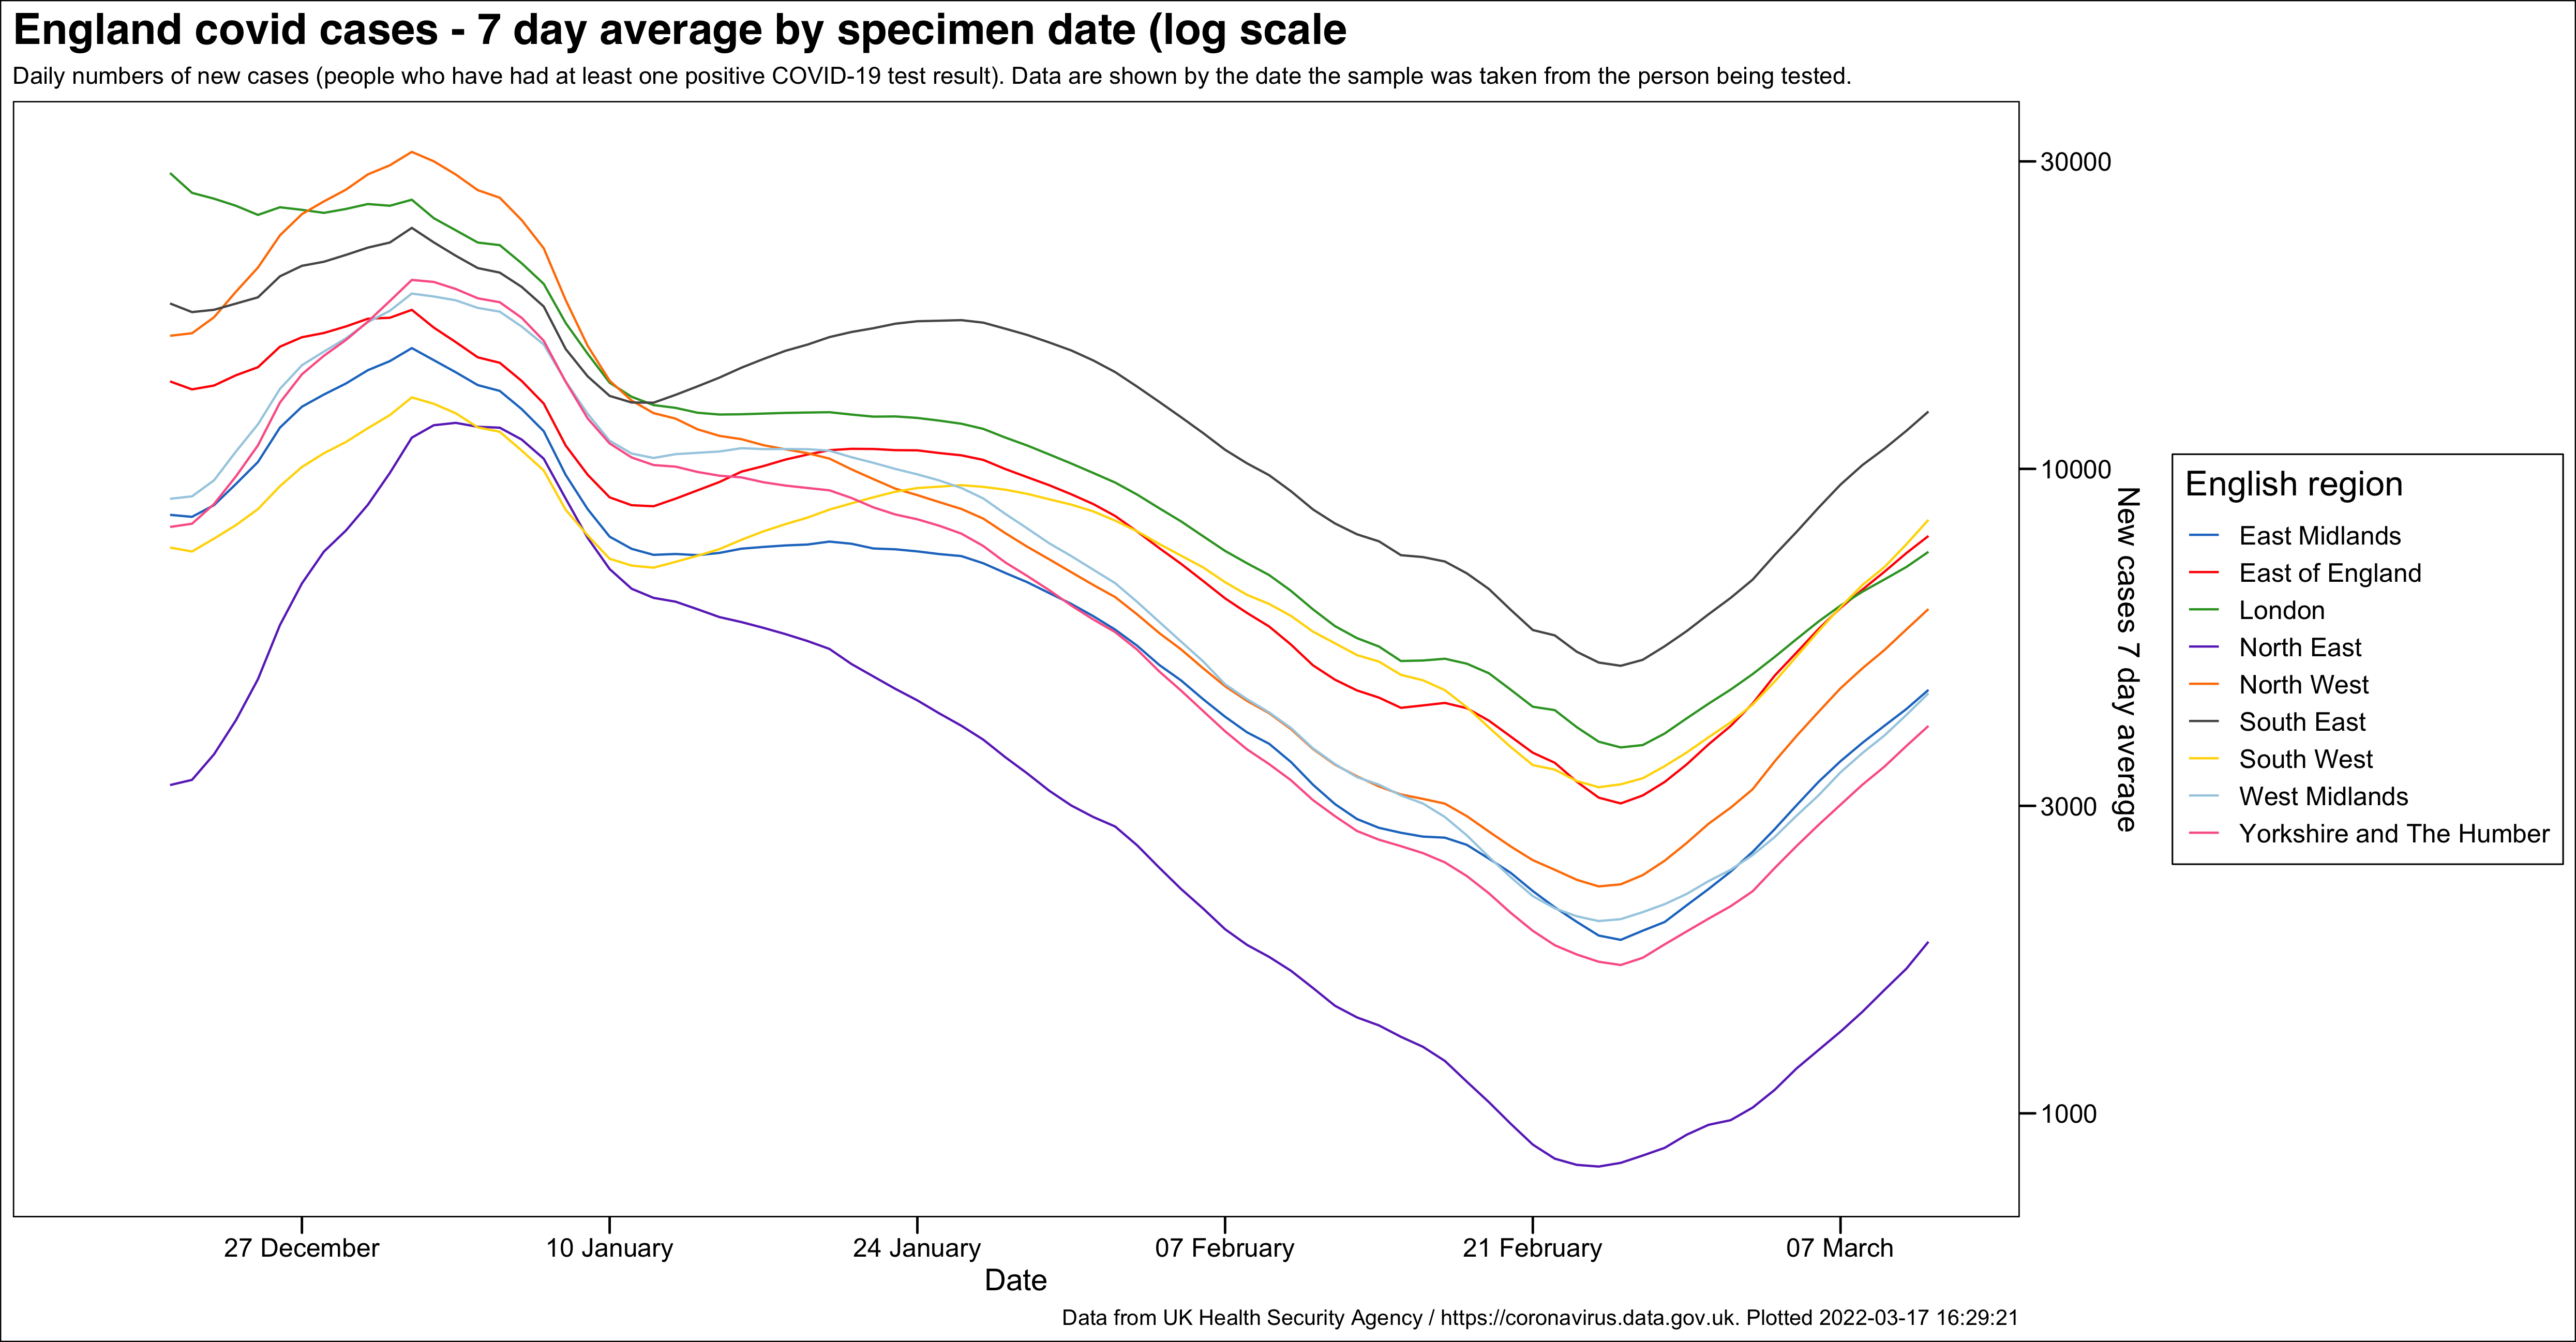 England covid cases - 7 day average by specimen date (log scale
Daily numbers of new cases (people who have had at least one positive COVID-19 test result). Data are shown by the date the sample was taken from the person being tested.
30000
10000
3000
1000
New cases 7 day average
English region
East Midlands
East of England
London
North East
North West
South East
South West
West Midlands
Yorkshire and The Humber
27 December
10 January
24 January
07 February
21 February
07 March
Date
Data from UK Health Security Agency / https://coronavirus.data.gov.uk. Plotted 2022-03-17 16:29:21